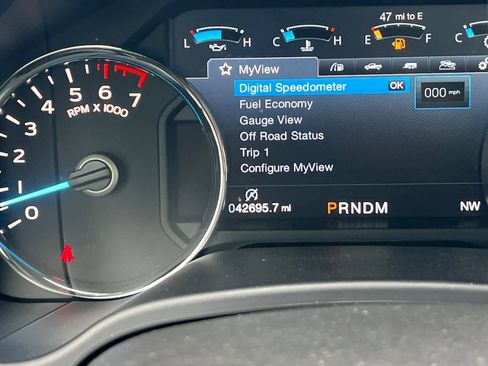 47 mi to E
L H C H E F C
MyView
Digital Speedometer OK 000 mph
Fuel Economy
Gauge View
Off Road Status
Trip 1
Configure MyView
042695.7 mi PRNDM NW
4 5 6 7
RPM X 1000
3
2
1
0